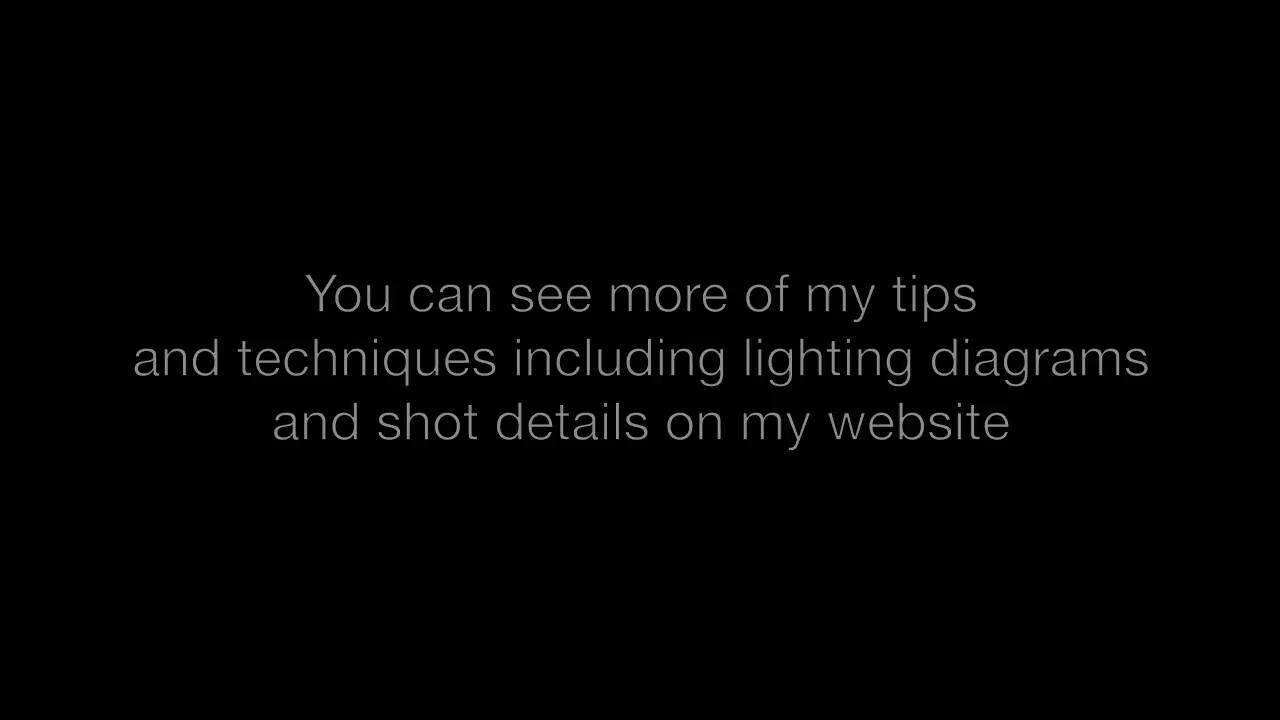 You can see more of my tips
and techniques including lighting diagrams
and shot details on my website